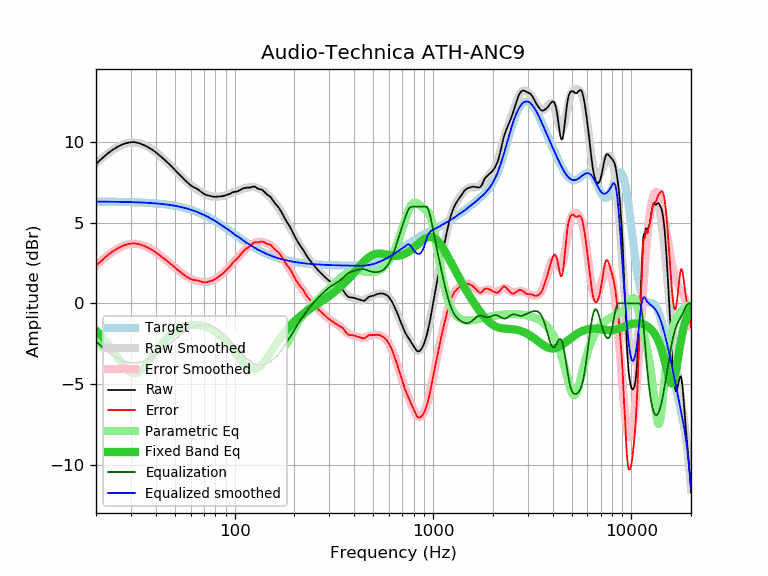 Audio-Technica ATH-ANC9
Amplitude (dBr)
10
5
0
−5
−10
Target
Raw Smoothed
Error Smoothed
Raw
Error
Parametric Eq
Fixed Band Eq
Equalization
Equalized smoothed
100
1000
10000
Frequency (Hz)